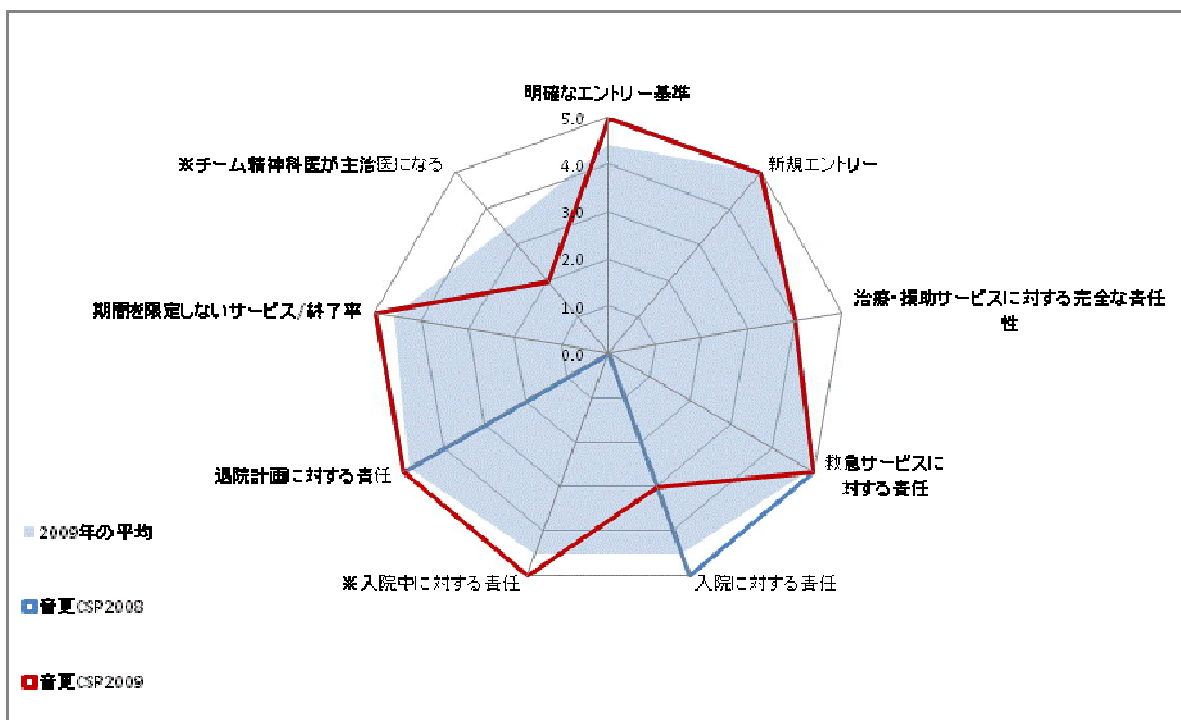 明確なエントリー基準
5.0
※チーム精神科医が主治医になる
新規エントリー
4.0
3.0
治療・援助サービスに対する完全な責任
性
期間を限定しないサービス/終了率
2.0
1.0
0.0
救急サービスに
対する責任
退院計画に対する責任
2009年の平均
※入院中に対する責任
入院に対する責任
音更CSP2008
音更CSP2009